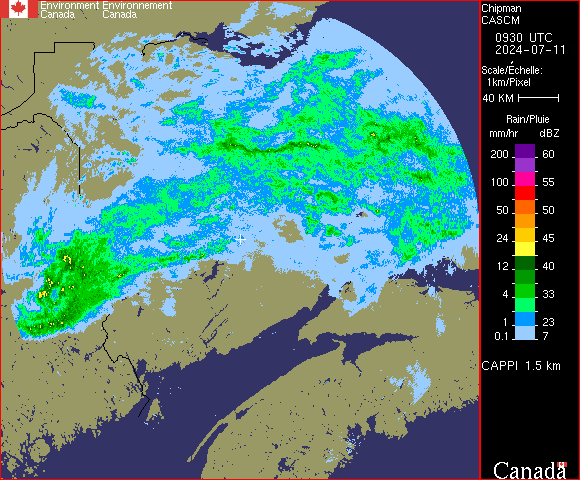 Environment Environnement
Canada Canada
Chipman
CASCM
0930 UTC
2024-07-11
Scale/Échelle:
1km/Pixel
40 KM
Rain/Pluie
mm/hr dBZ
200 60
100 55
50 50
24 45
12 40
4 33
1 23
0.1 7
CAPPI 1.5 km
Canada